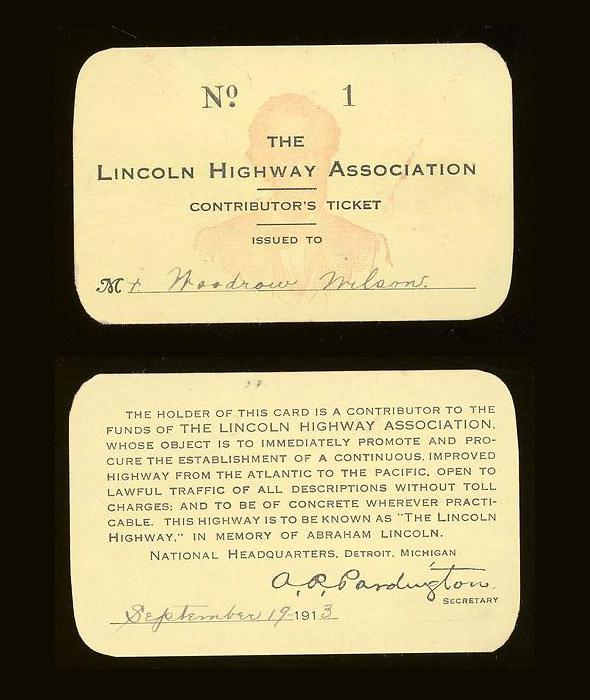 Nº 1
THE
LINCOLN HIGHWAY ASSOCIATION
CONTRIBUTOR'S TICKET
ISSUED TO
Mr Woodrow Wilson.
THE HOLDER OF THIS CARD IS A CONTRIBUTOR TO THE
FUNDS OF THE LINCOLN HIGHWAY ASSOCIATION,
WHOSE OBJECT IS TO IMMEDIATELY PROMOTE AND PRO-
CURE THE ESTABLISHMENT OF A CONTINUOUS, IMPROVED
HIGHWAY FROM THE ATLANTIC TO THE PACIFIC, OPEN TO
LAWFUL TRAFFIC OF ALL DESCRIPTIONS WITHOUT TOLL
CHARGES; AND TO BE OF CONCRETE WHEREVER PRACTI-
CABLE. THIS HIGHWAY IS TO BE KNOWN AS "THE LINCOLN
HIGHWAY," IN MEMORY OF ABRAHAM LINCOLN.
NATIONAL HEADQUARTERS, DETROIT, MICHIGAN
A. R. Pardington.
SECRETARY
September 19 1913